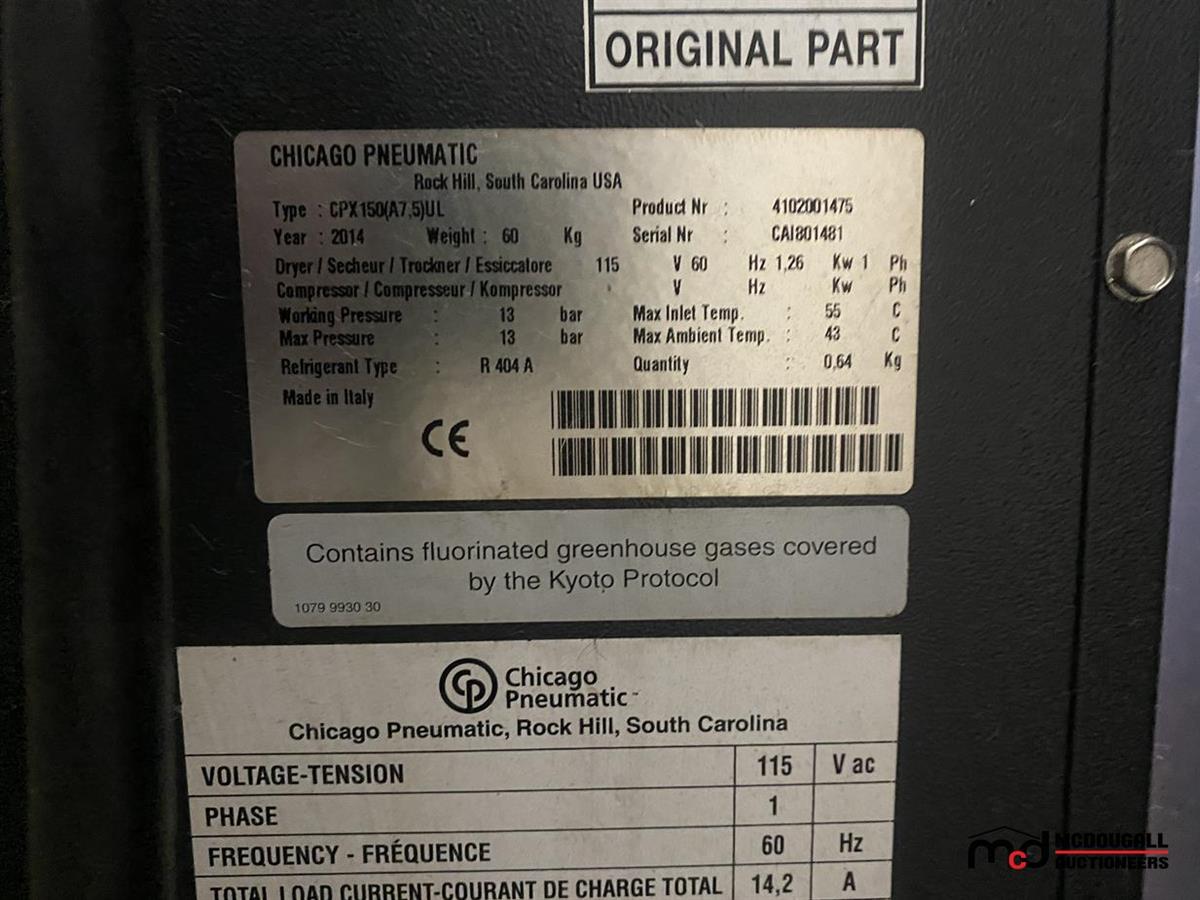 ORIGINAL PART
CHICAGO PNEUMATIC
Rock Hill, South Carolina USA
Type : CPX150(A7,5)UL Product Nr : 4102001475
Year : 2014 Weight : 60 Kg Serial Nr : CAI801481
Dryer / Secheur / Trockner / Essiccatore 115 V 60 Hz 1,26 Kw 1 Ph
Compressor / Compresseur / Kompressor V Hz Kw Ph
Working Pressure : 13 bar Max Inlet Temp. : 55 C
Max Pressure : 13 bar Max Ambient Temp. : 43 C
Refrigerant Type : R 404 A Quantity : 0,64 Kg
Made in Italy
CE
Contains fluorinated greenhouse gases covered
by the Kyoto Protocol
1079 9930 30
CP Chicago
Pneumatic™
Chicago Pneumatic, Rock Hill, South Carolina
VOLTAGE-TENSION 115 V ac
PHASE 1
FREQUENCY - FRÉQUENCE 60 Hz
TOTAL LOAD CURRENT-COURANT DE CHARGE TOTAL 14,2 A
mcd MCDOUGALL
AUCTIONEERS